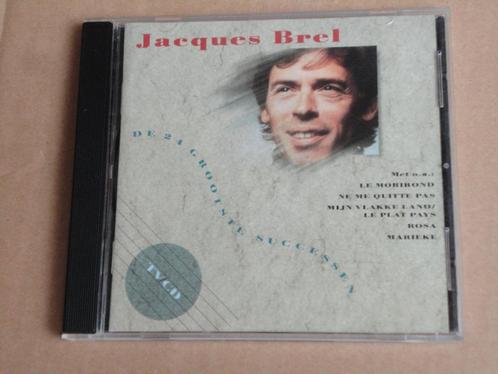 Jacques Brel
DE 24 GROOTSTE SUCCESSEN
Met o.a.:
LE MORIBOND
NE ME QUITTE PAS
MIJN VLAKKE LAND/
LE PLAT PAYS
ROSA
MARIEKE
TV CD